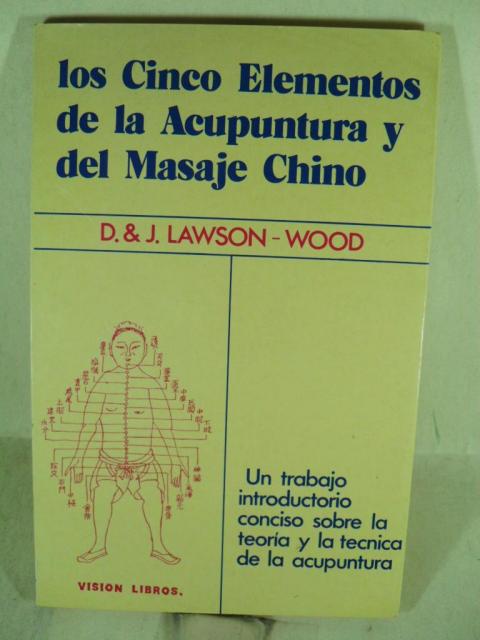 los Cinco Elementos
de la Acupuntura y
del Masaje Chino
D. & J. LAWSON - WOOD
Un trabajo
introductorio
conciso sobre la
teoría y la tecnica
de la acupuntura
VISION LIBROS.